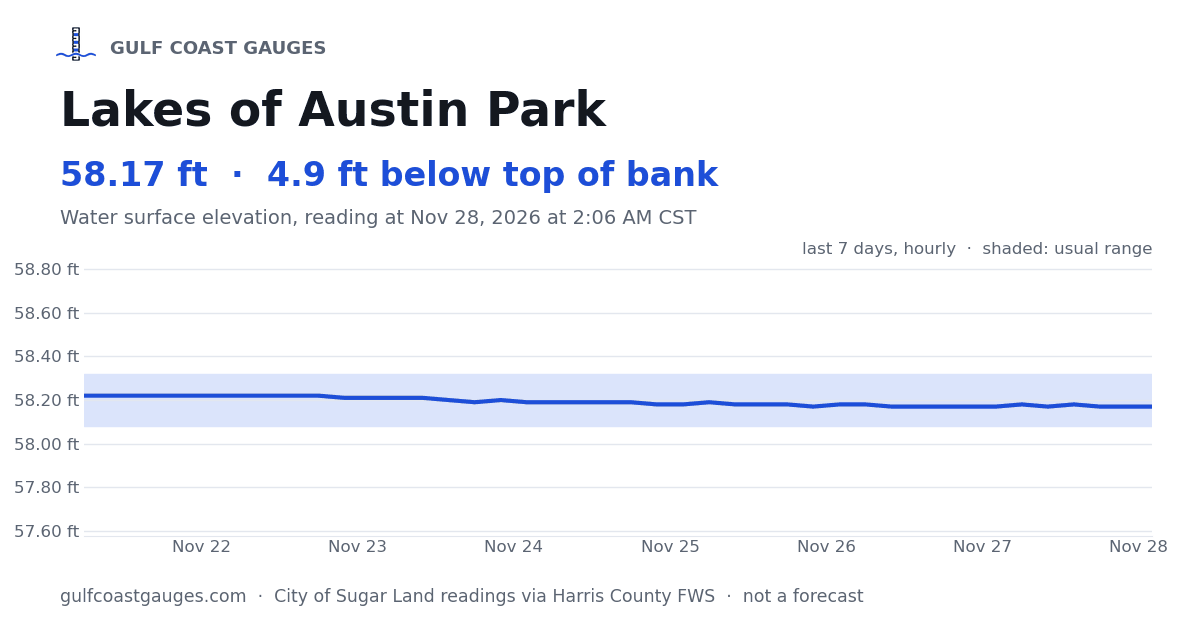 GULF COAST GAUGES
Lakes of Austin Park
58.17 ft · 4.9 ft below top of bank
Water surface elevation, reading at Nov 28, 2026 at 2:06 AM CST
last 7 days, hourly · shaded: usual range
58.80 ft
58.60 ft
58.40 ft
58.20 ft
58.00 ft
57.80 ft
57.60 ft
Nov 22 Nov 23 Nov 24 Nov 25 Nov 26 Nov 27 Nov 28
gulfcoastgauges.com · City of Sugar Land readings via Harris County FWS · not a forecast